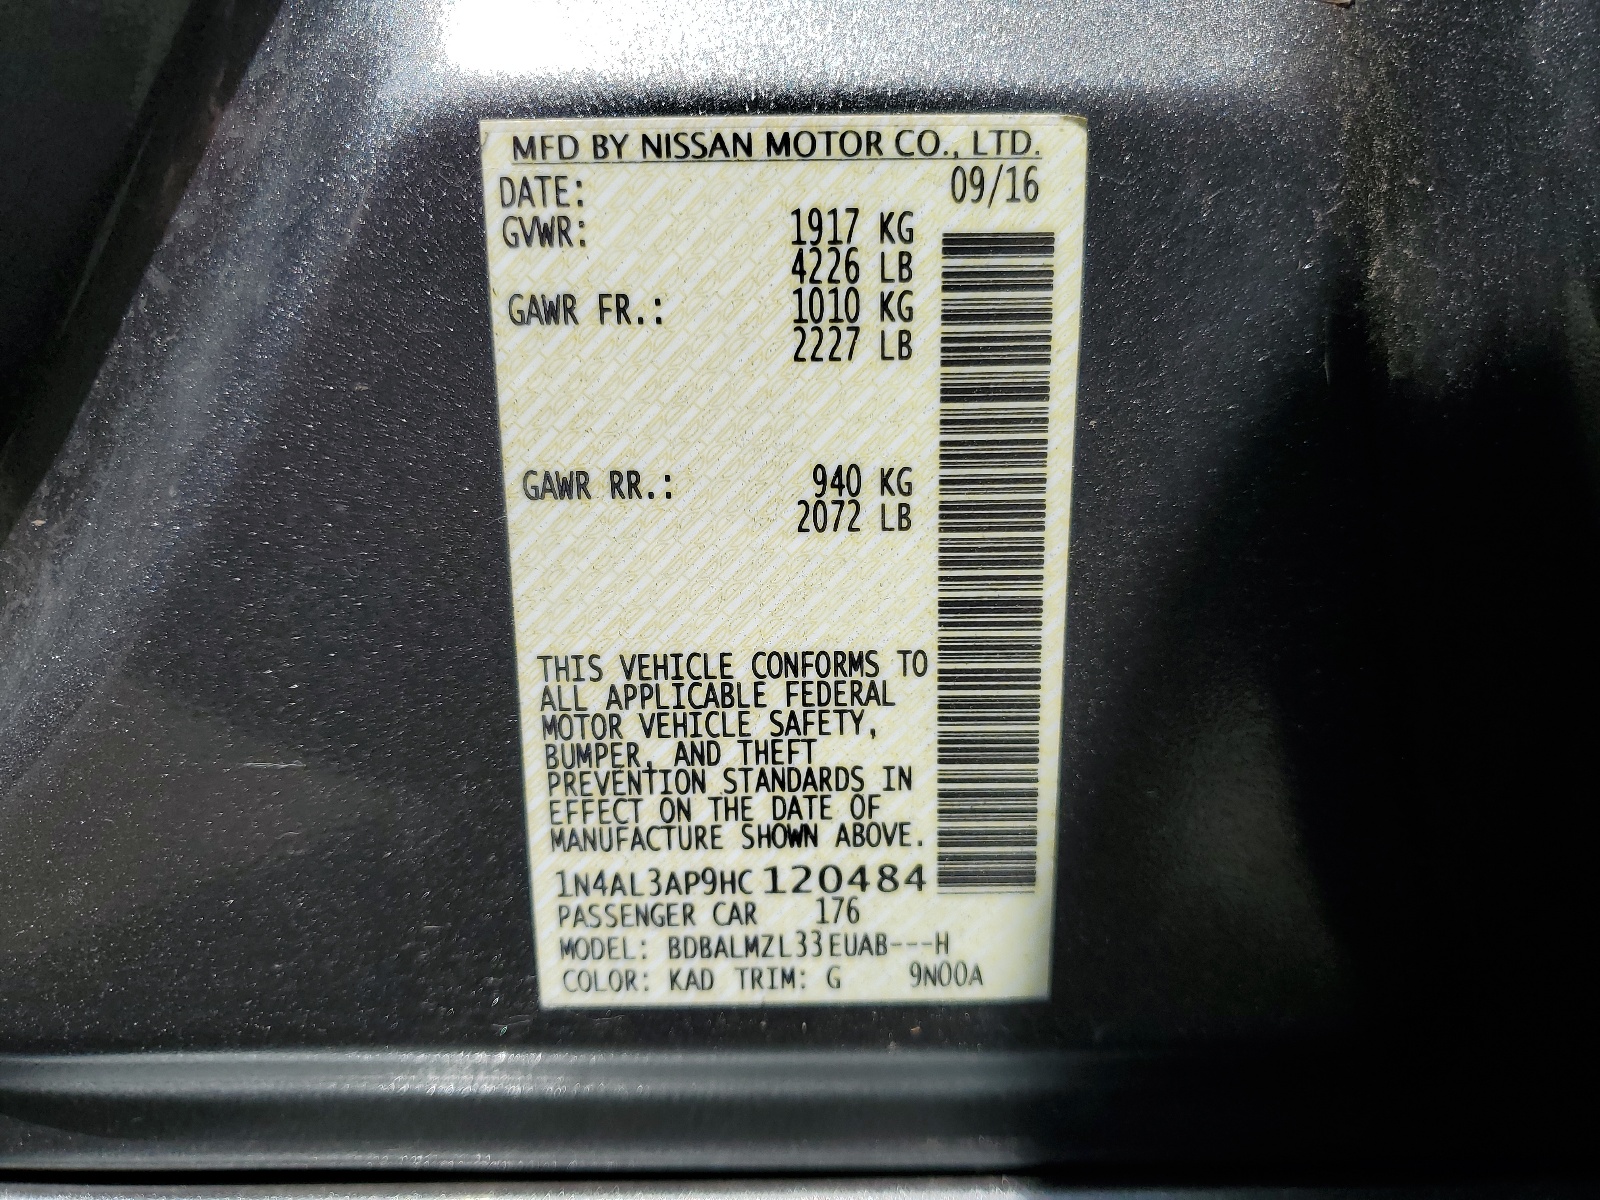 MFD BY NISSAN MOTOR CO., LTD.
DATE: 09/16
GVWR: 1917 KG
4226 LB
GAWR FR.: 1010 KG
2227 LB
GAWR RR.: 940 KG
2072 LB
THIS VEHICLE CONFORMS TO
ALL APPLICABLE FEDERAL
MOTOR VEHICLE SAFETY,
BUMPER, AND THEFT
PREVENTION STANDARDS IN
EFFECT ON THE DATE OF
MANUFACTURE SHOWN ABOVE.
1N4AL3AP9HC120484
PASSENGER CAR 176
MODEL: BDBALMZL33EUAB---H
COLOR: KAD TRIM: G 9N00A